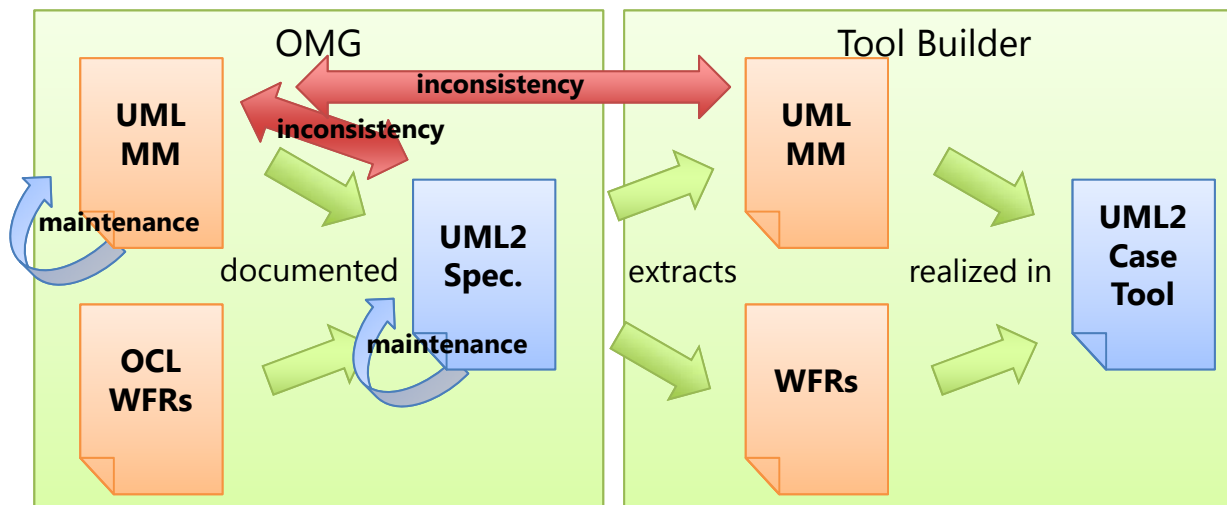 OMG
Tool Builder
inconsistency
inconsistency
UML
MM
UML
MM
maintenance
UML2
Spec.
UML2
Case
Tool
documented
extracts
realized in
maintenance
OCL
WFRs
WFRs